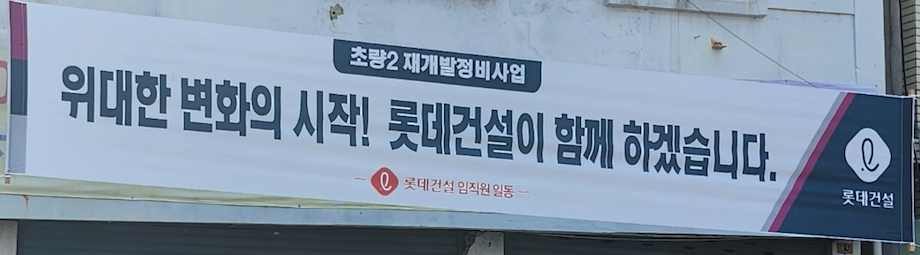 초량2 재개발정비사업
위대한 변화의 시작! 롯데건설이 함께 하겠습니다.
롯데건설 임직원 일동
롯데건설